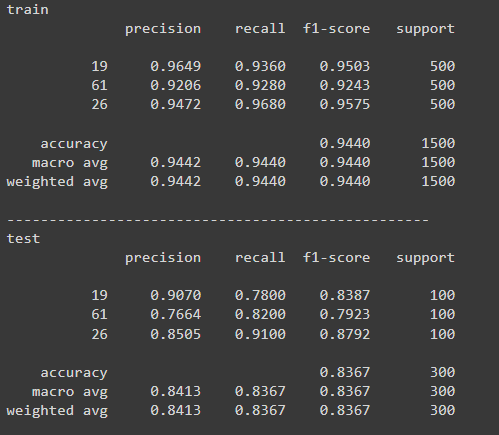 train
precision recall f1-score support
19 0.9649 0.9360 0.9503 500
61 0.9206 0.9280 0.9243 500
26 0.9472 0.9680 0.9575 500
accuracy 0.9440 1500
macro avg 0.9442 0.9440 0.9440 1500
weighted avg 0.9442 0.9440 0.9440 1500
--------------------------------------------------
test
precision recall f1-score support
19 0.9070 0.7800 0.8387 100
61 0.7664 0.8200 0.7923 100
26 0.8505 0.9100 0.8792 100
accuracy 0.8367 300
macro avg 0.8413 0.8367 0.8367 300
weighted avg 0.8413 0.8367 0.8367 300